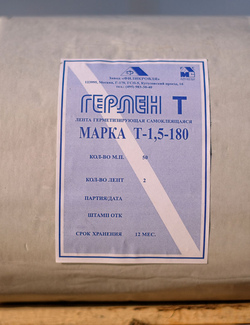 ГЕРЛЕН Т
ЛЕНТА ГЕРМЕТИЗИРУЮЩАЯ САМОКЛЕЯЩАЯСЯ
МАРКА Т-1,5-180
КОЛ-ВО М.П. 50
КОЛ-ВО ЛЕНТ 2
ПАРТИЯ/ДАТА
ШТАМП ОТК
СРОК ХРАНЕНИЯ 12 МЕС.